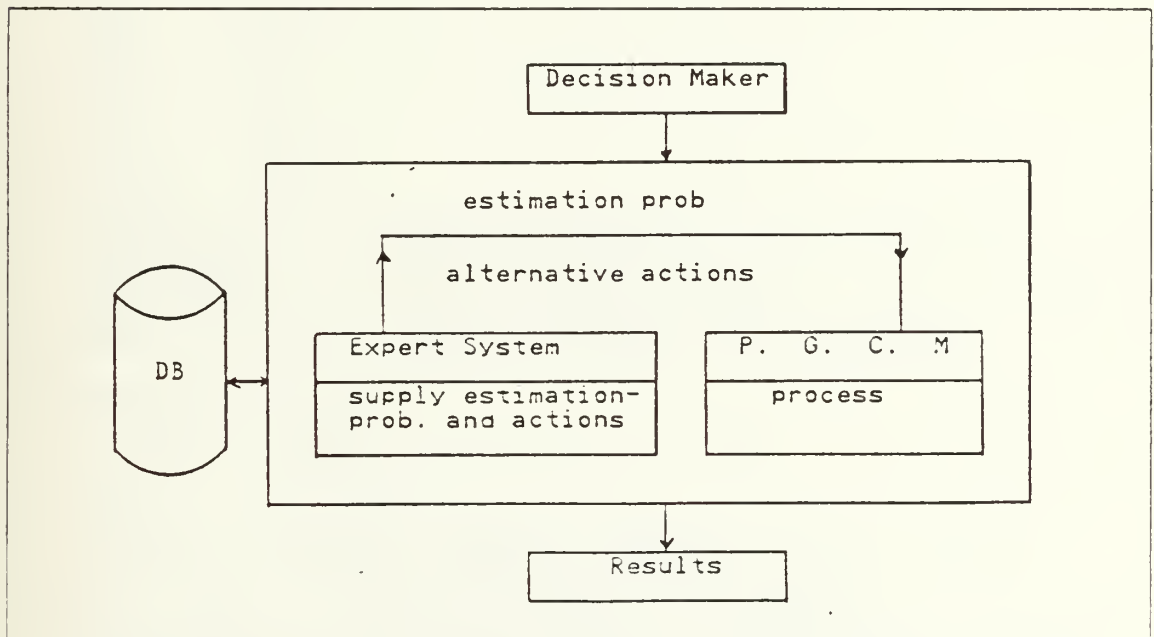 Decision Maker
estimation prob
alternative actions
DB
Expert System
supply estimation-
prob. and actions
P. G. C. M
process
Results